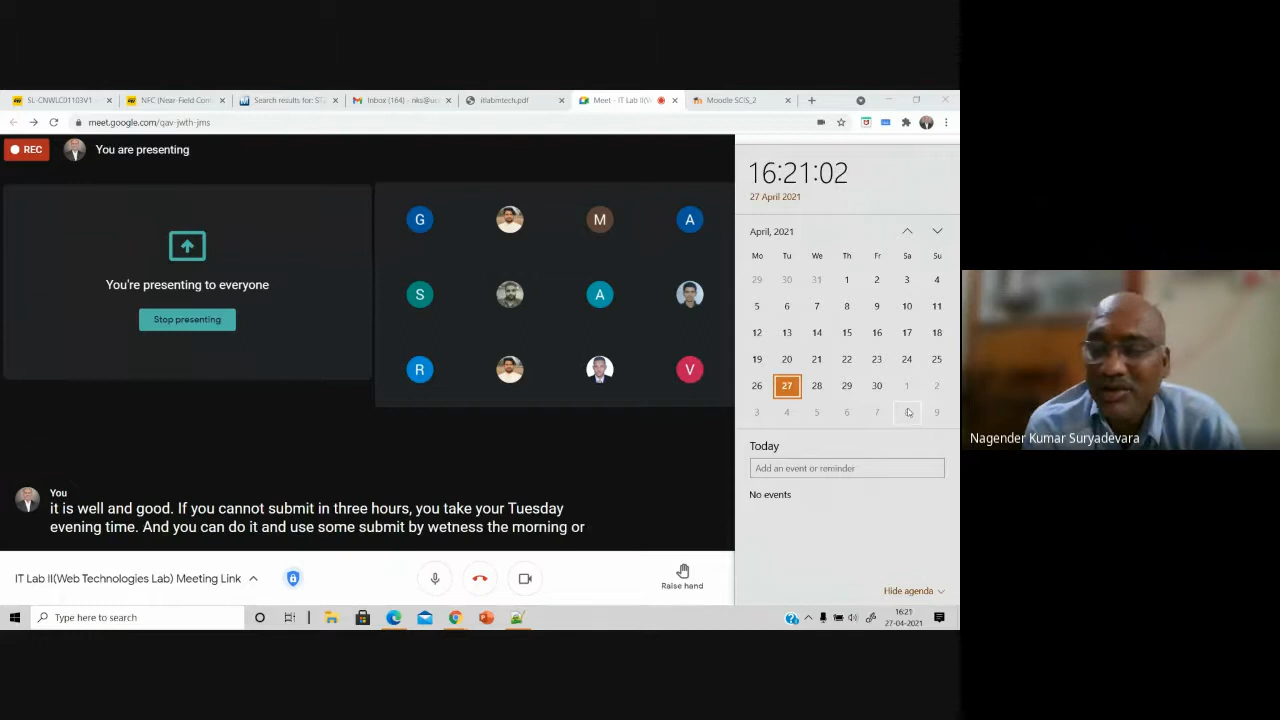 SL-CNWLC01103V1
NFC (Near-Field Con
Search results for: ST
Inbox (164) - nks@uo
itlabmtech.pdf
Meet - IT Lab II(
Moodle SCIS_2
meet.google.com/qav-jwth-jms
REC
You are presenting
You're presenting to everyone
Stop presenting
G
M
A
S
A
R
V
You
it is well and good. If you cannot submit in three hours, you take your Tuesday
evening time. And you can do it and use some submit by wetness the morning or
IT Lab II(Web Technologies Lab) Meeting Link
Raise hand
16:21:02
27 April 2021
April, 2021
Mo Tu We Th Fr Sa Su
29 30 31 1 2 3 4
5 6 7 8 9 10 11
12 13 14 15 16 17 18
19 20 21 22 23 24 25
26 27 28 29 30 1 2
3 4 5 6 7 9
Today
Add an event or reminder
No events
Hide agenda
Type here to search
16:21
27-04-2021
Nagender Kumar Suryadevara